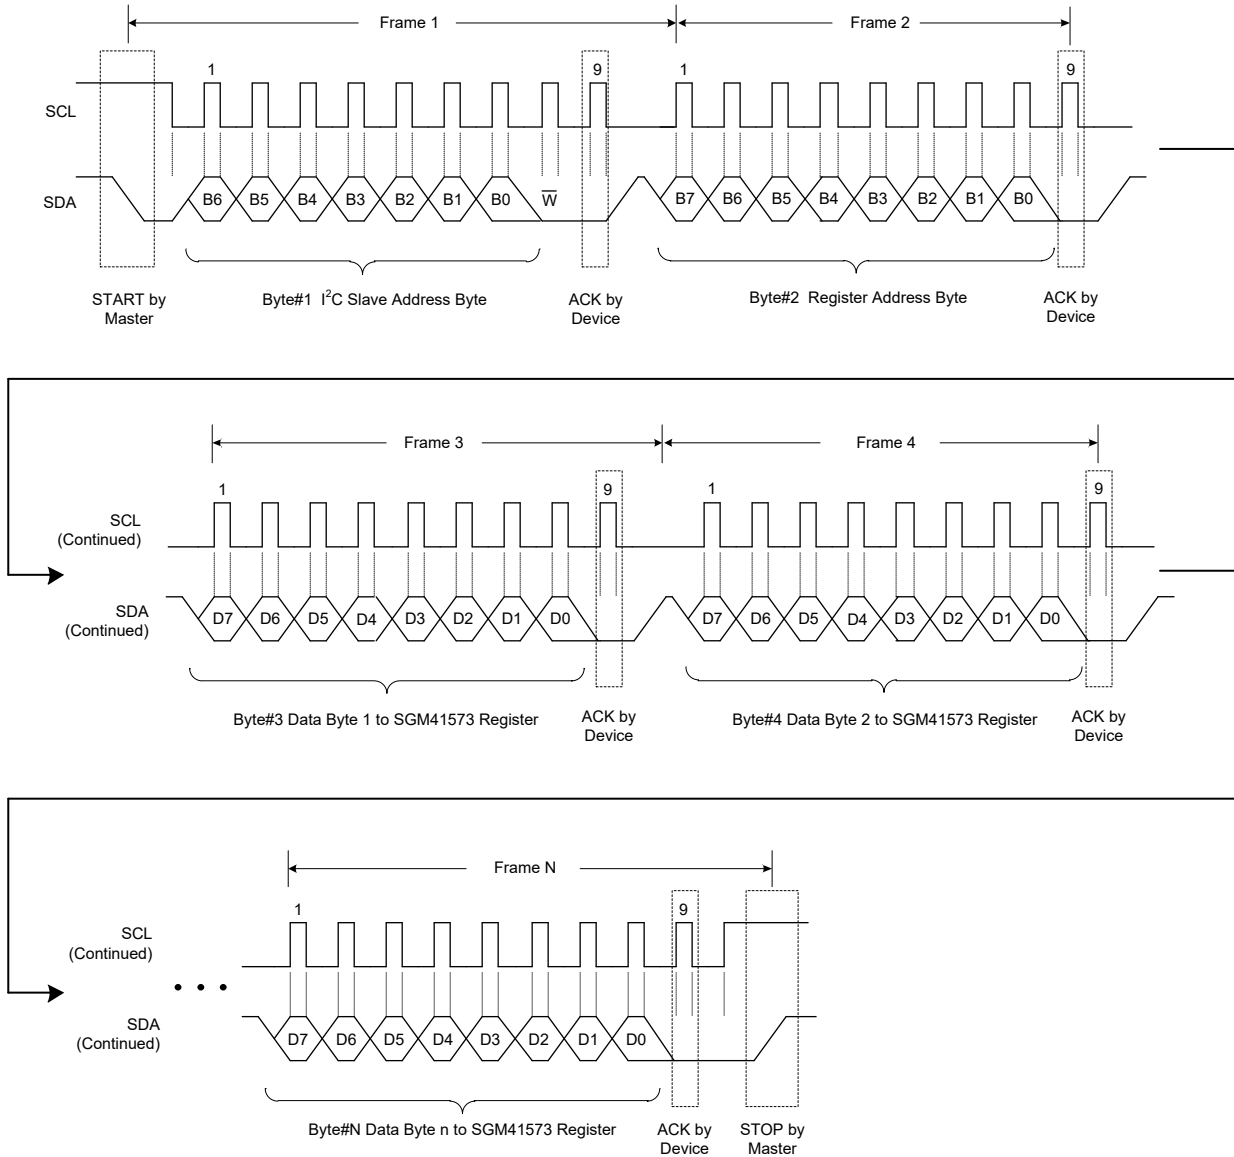 Frame 1 Frame 2
1 9 1 9
SCL
SDA
B6 B5 B4 B3 B2 B1 B0 W̅ B7 B6 B5 B4 B3 B2 B1 B0
START by Master
Byte#1 I²C Slave Address Byte
ACK by Device
Byte#2 Register Address Byte
ACK by Device
Frame 3 Frame 4
1 9 1 9
SCL
(Continued)
SDA
(Continued)
D7 D6 D5 D4 D3 D2 D1 D0 D7 D6 D5 D4 D3 D2 D1 D0
Byte#3 Data Byte 1 to SGM41573 Register
ACK by Device
Byte#4 Data Byte 2 to SGM41573 Register
ACK by Device
Frame N
1 9
SCL
(Continued)
• • •
SDA
(Continued)
D7 D6 D5 D4 D3 D2 D1 D0
Byte#N Data Byte n to SGM41573 Register
ACK by Device
STOP by Master